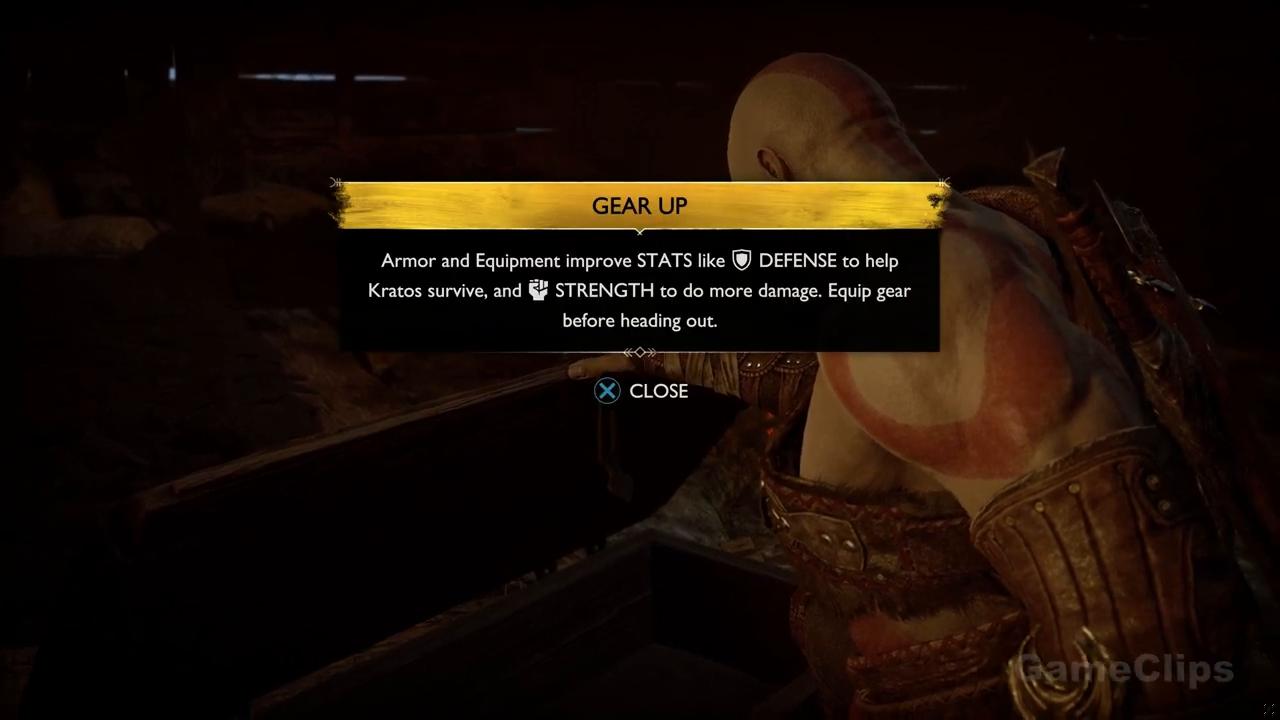 GEAR UP
Armor and Equipment improve STATS like DEFENSE to help
Kratos survive, and STRENGTH to do more damage. Equip gear
before heading out.
CLOSE
GameClips